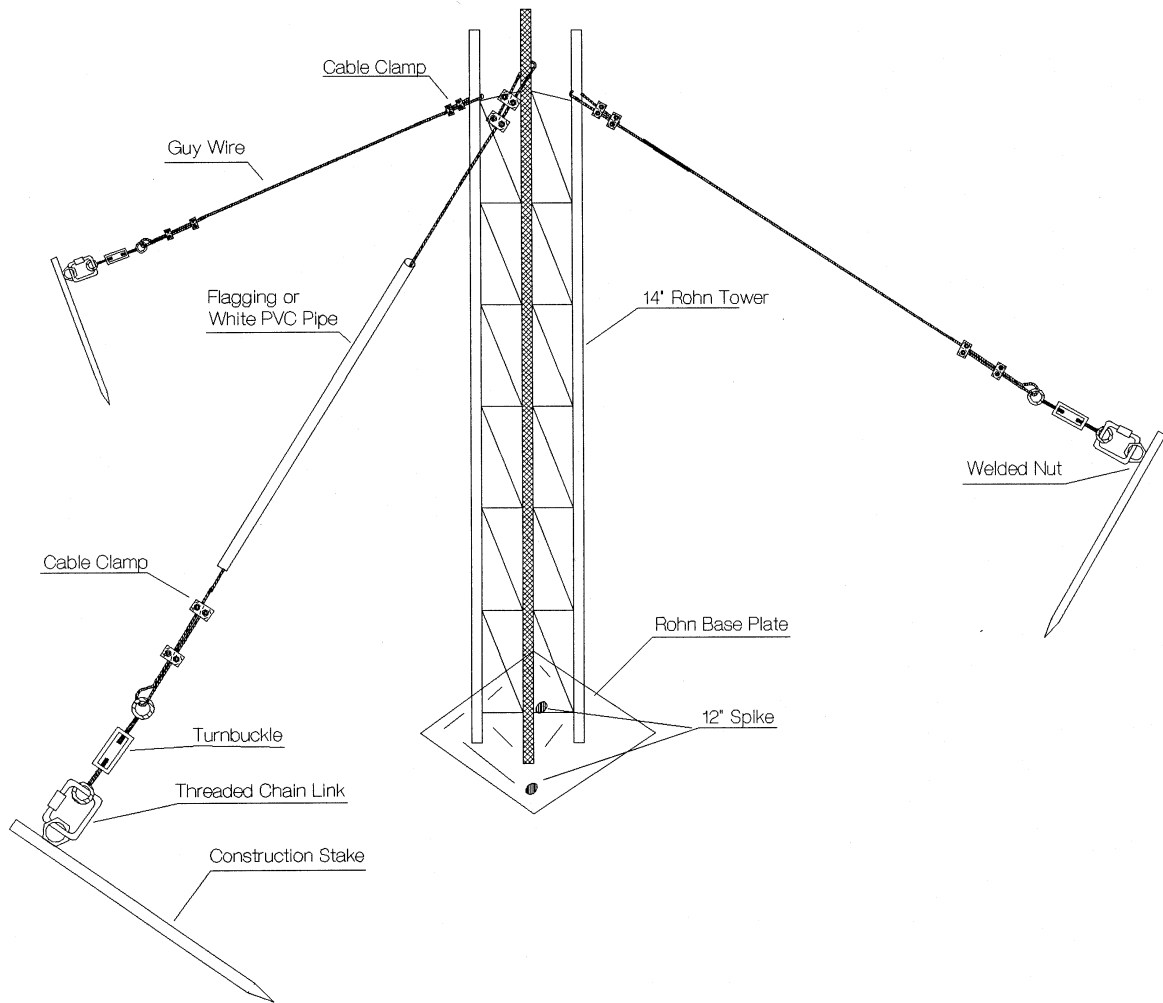 Cable Clamp
Guy Wire
Flagging or
White PVC Pipe
14' Rohn Tower
Welded Nut
Cable Clamp
Rohn Base Plate
12" Spike
Turnbuckle
Threaded Chain Link
Construction Stake